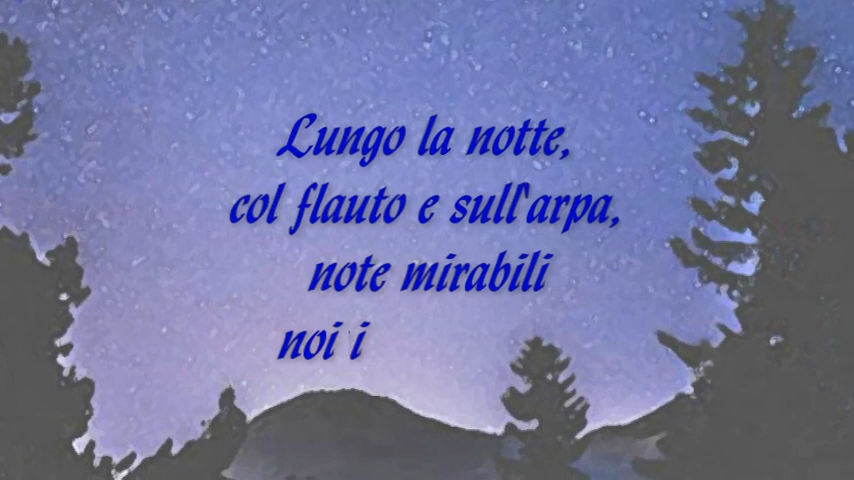 Lungo la notte,
col flauto e sull'arpa,
note mirabili
noi i